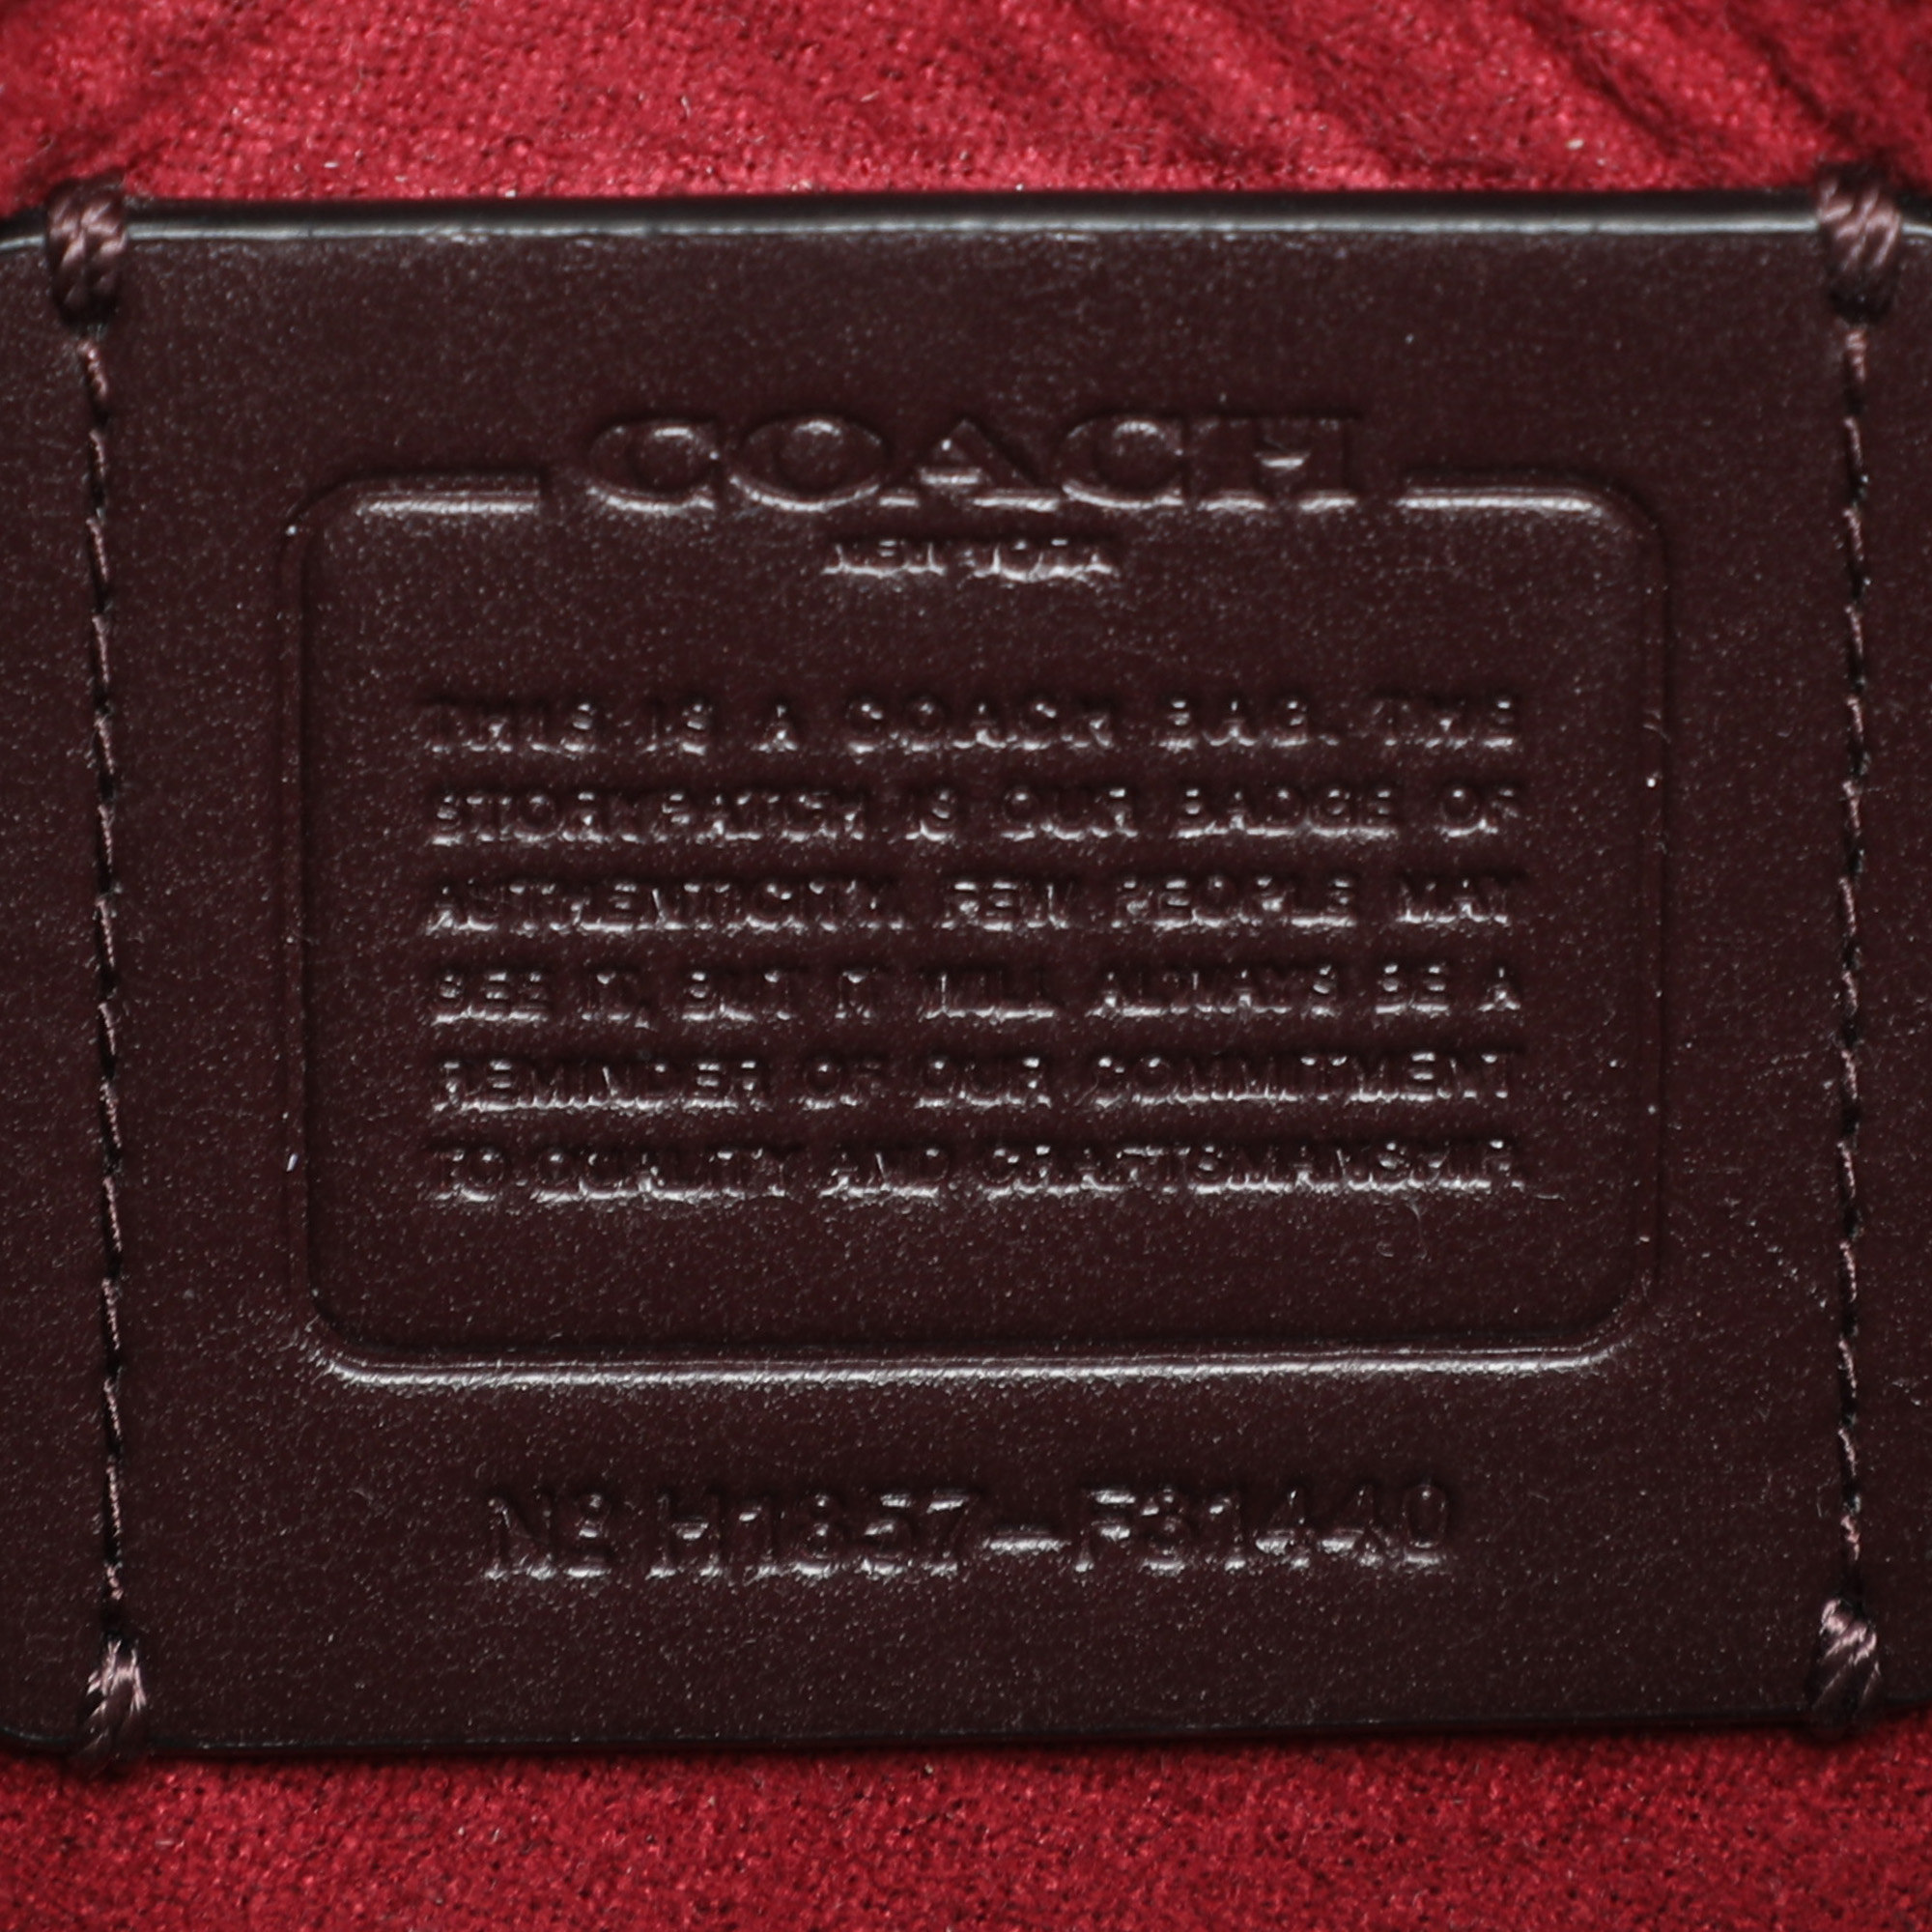 COACH
NEW YORK
THIS IS A COACH BAG. THE
STORYPATCH IS OUR BADGE OF
AUTHENTICITY. FEW PEOPLE MAY
SEE IT, BUT IT WILL ALWAYS BE A
REMINDER OF OUR COMMITMENT
TO QUALITY AND CRAFTSMANSHIP.
Nº H1857-F31440